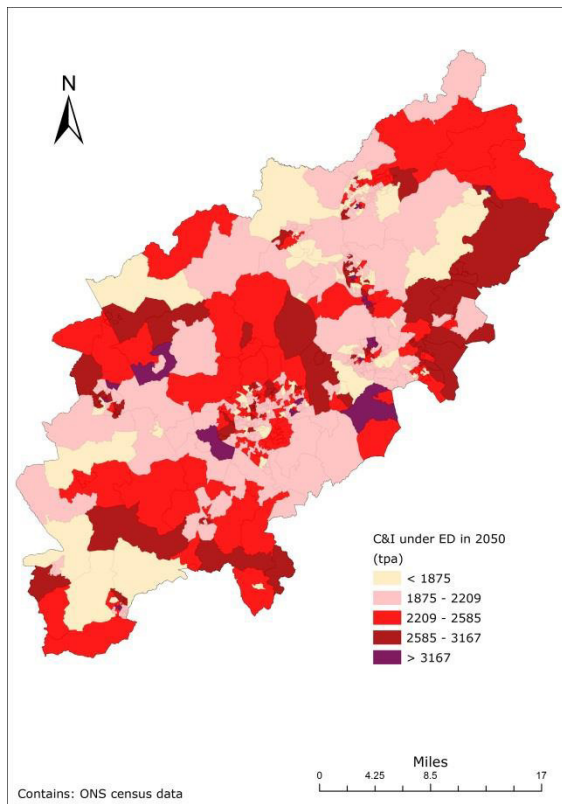 N
C&I under ED in 2050
(tpa)
< 1875
1875 - 2209
2209 - 2585
2585 - 3167
> 3167
Miles
0 4.25 8.5 17
Contains: ONS census data